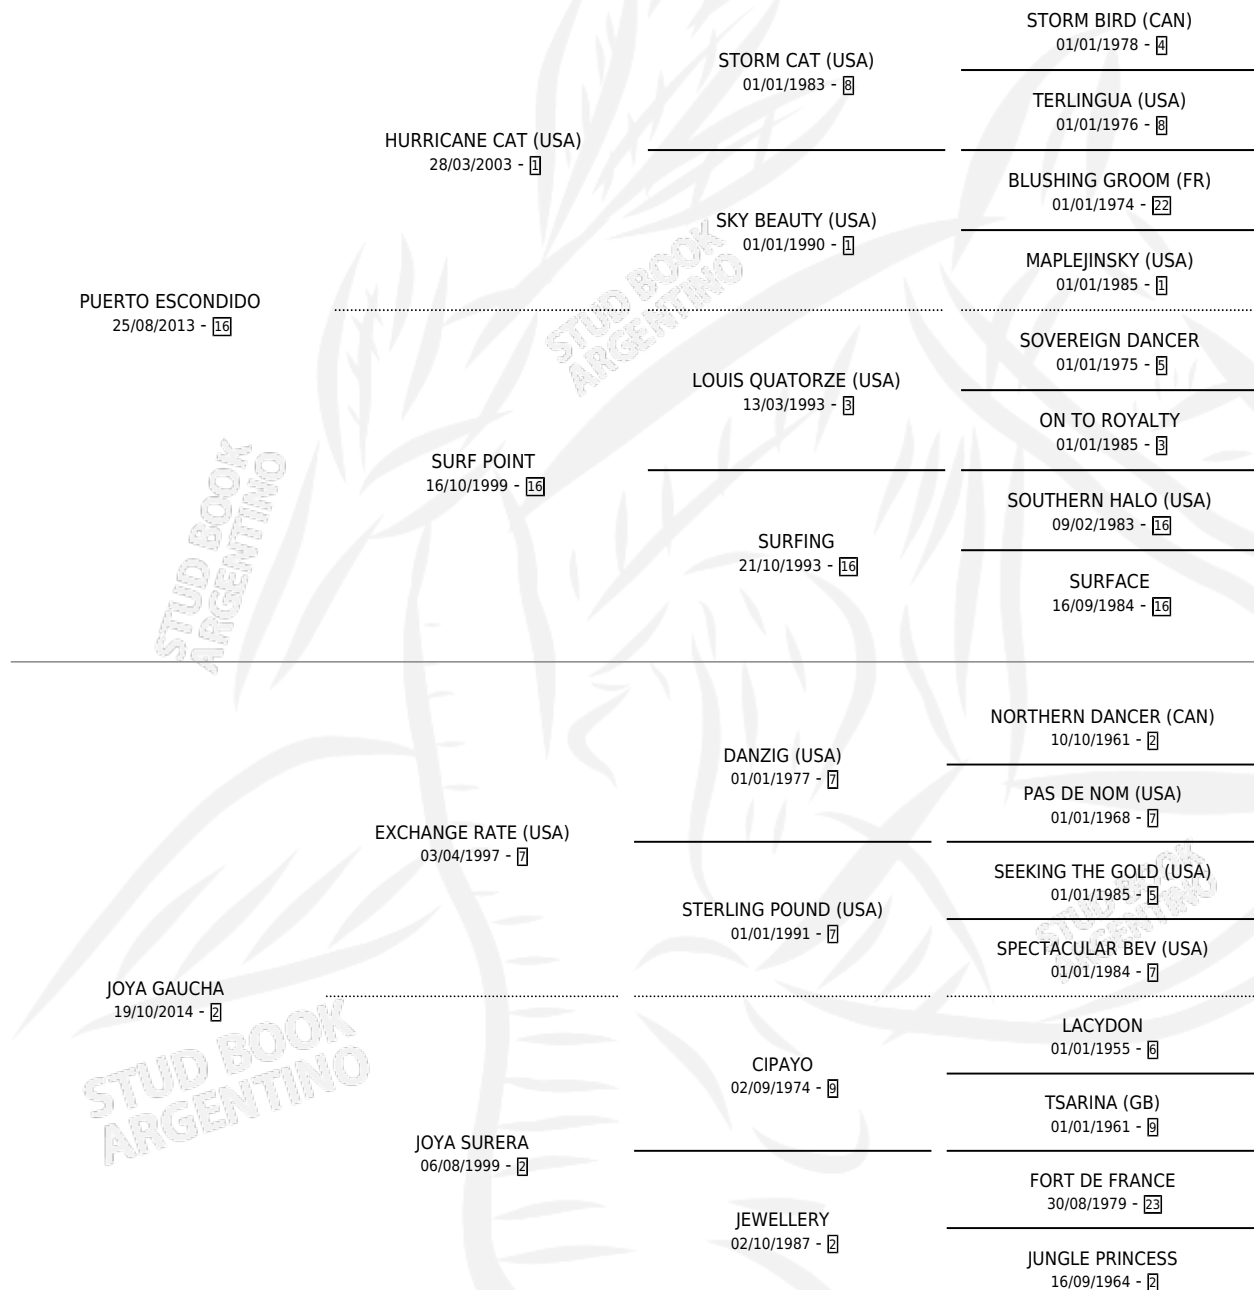 STORM BIRD (CAN)
01/01/1978 - 4
STORM CAT (USA)
01/01/1983 - 8
TERLINGUA (USA)
01/01/1976 - 8
HURRICANE CAT (USA)
28/03/2003 - 1
BLUSHING GROOM (FR)
01/01/1974 - 22
SKY BEAUTY (USA)
01/01/1990 - 1
MAPLEJINSKY (USA)
01/01/1985 - 1
PUERTO ESCONDIDO
25/08/2013 - 16
SOVEREIGN DANCER
01/01/1975 - 5
LOUIS QUATORZE (USA)
13/03/1993 - 3
ON TO ROYALTY
01/01/1985 - 3
SURF POINT
16/10/1999 - 16
SOUTHERN HALO (USA)
09/02/1983 - 16
SURFING
21/10/1993 - 16
SURFACE
16/09/1984 - 16
STUD BOOK
ARGENTINO
STUD BOOK
ARGENTINO
NORTHERN DANCER (CAN)
10/10/1961 - 2
DANZIG (USA)
01/01/1977 - 7
PAS DE NOM (USA)
01/01/1968 - 7
EXCHANGE RATE (USA)
03/04/1997 - 7
SEEKING THE GOLD (USA)
01/01/1985 - 5
STERLING POUND (USA)
01/01/1991 - 7
SPECTACULAR BEV (USA)
01/01/1984 - 7
JOYA GAUCHA
19/10/2014 - 2
LACYDON
01/01/1955 - 6
CIPAYO
02/09/1974 - 9
TSARINA (GB)
01/01/1961 - 9
JOYA SURERA
06/08/1999 - 2
FORT DE FRANCE
30/08/1979 - 23
JEWELLERY
02/10/1987 - 2
JUNGLE PRINCESS
16/09/1964 - 2
STUD BOOK
ARGENTINO
STUD BOOK
ARGENTINO